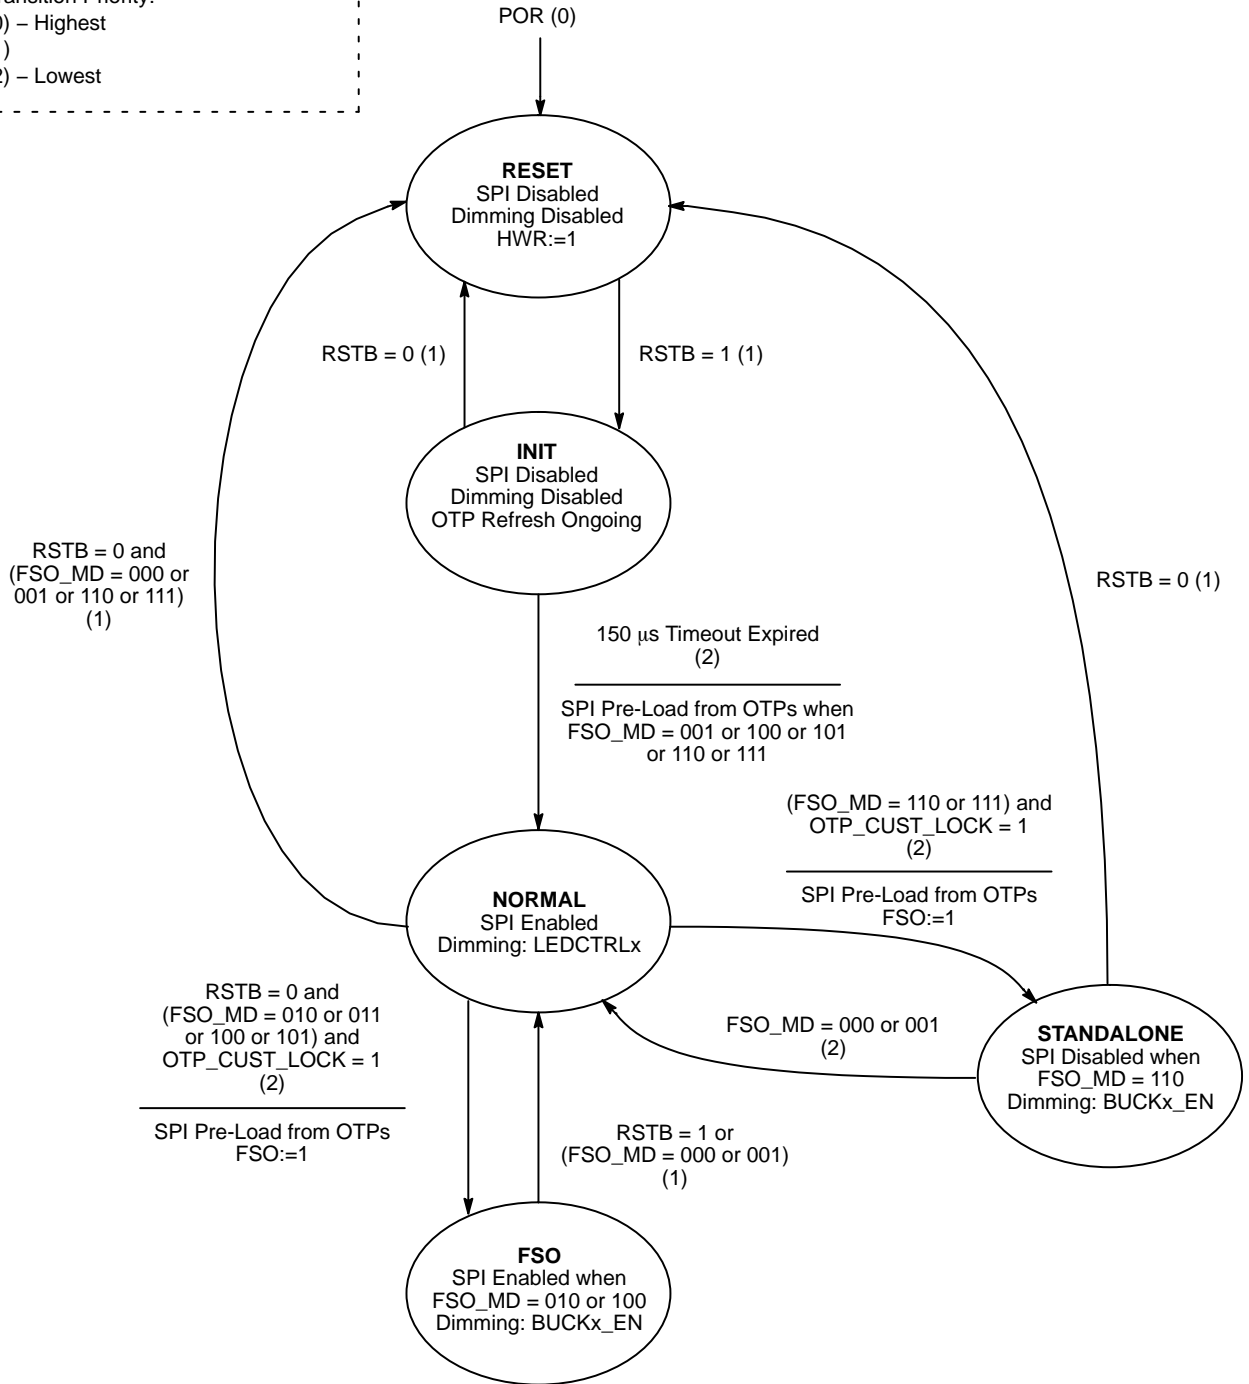 ransition Priority:
) – Highest
)
) – Lowest
POR (0)
RESET
SPI Disabled
Dimming Disabled
HWR:=1
RSTB = 0 (1)
RSTB = 1 (1)
INIT
SPI Disabled
Dimming Disabled
OTP Refresh Ongoing
RSTB = 0 and
(FSO_MD = 000 or
001 or 110 or 111)
(1)
RSTB = 0 (1)
150 μs Timeout Expired
(2)
SPI Pre-Load from OTPs when
FSO_MD = 001 or 100 or 101
or 110 or 111
(FSO_MD = 110 or 111) and
OTP_CUST_LOCK = 1
(2)
SPI Pre-Load from OTPs
FSO:=1
NORMAL
SPI Enabled
Dimming: LEDCTRLx
RSTB = 0 and
(FSO_MD = 010 or 011
or 100 or 101) and
OTP_CUST_LOCK = 1
(2)
SPI Pre-Load from OTPs
FSO:=1
FSO_MD = 000 or 001
(2)
STANDALONE
SPI Disabled when
FSO_MD = 110
Dimming: BUCKx_EN
RSTB = 1 or
(FSO_MD = 000 or 001)
(1)
FSO
SPI Enabled when
FSO_MD = 010 or 100
Dimming: BUCKx_EN